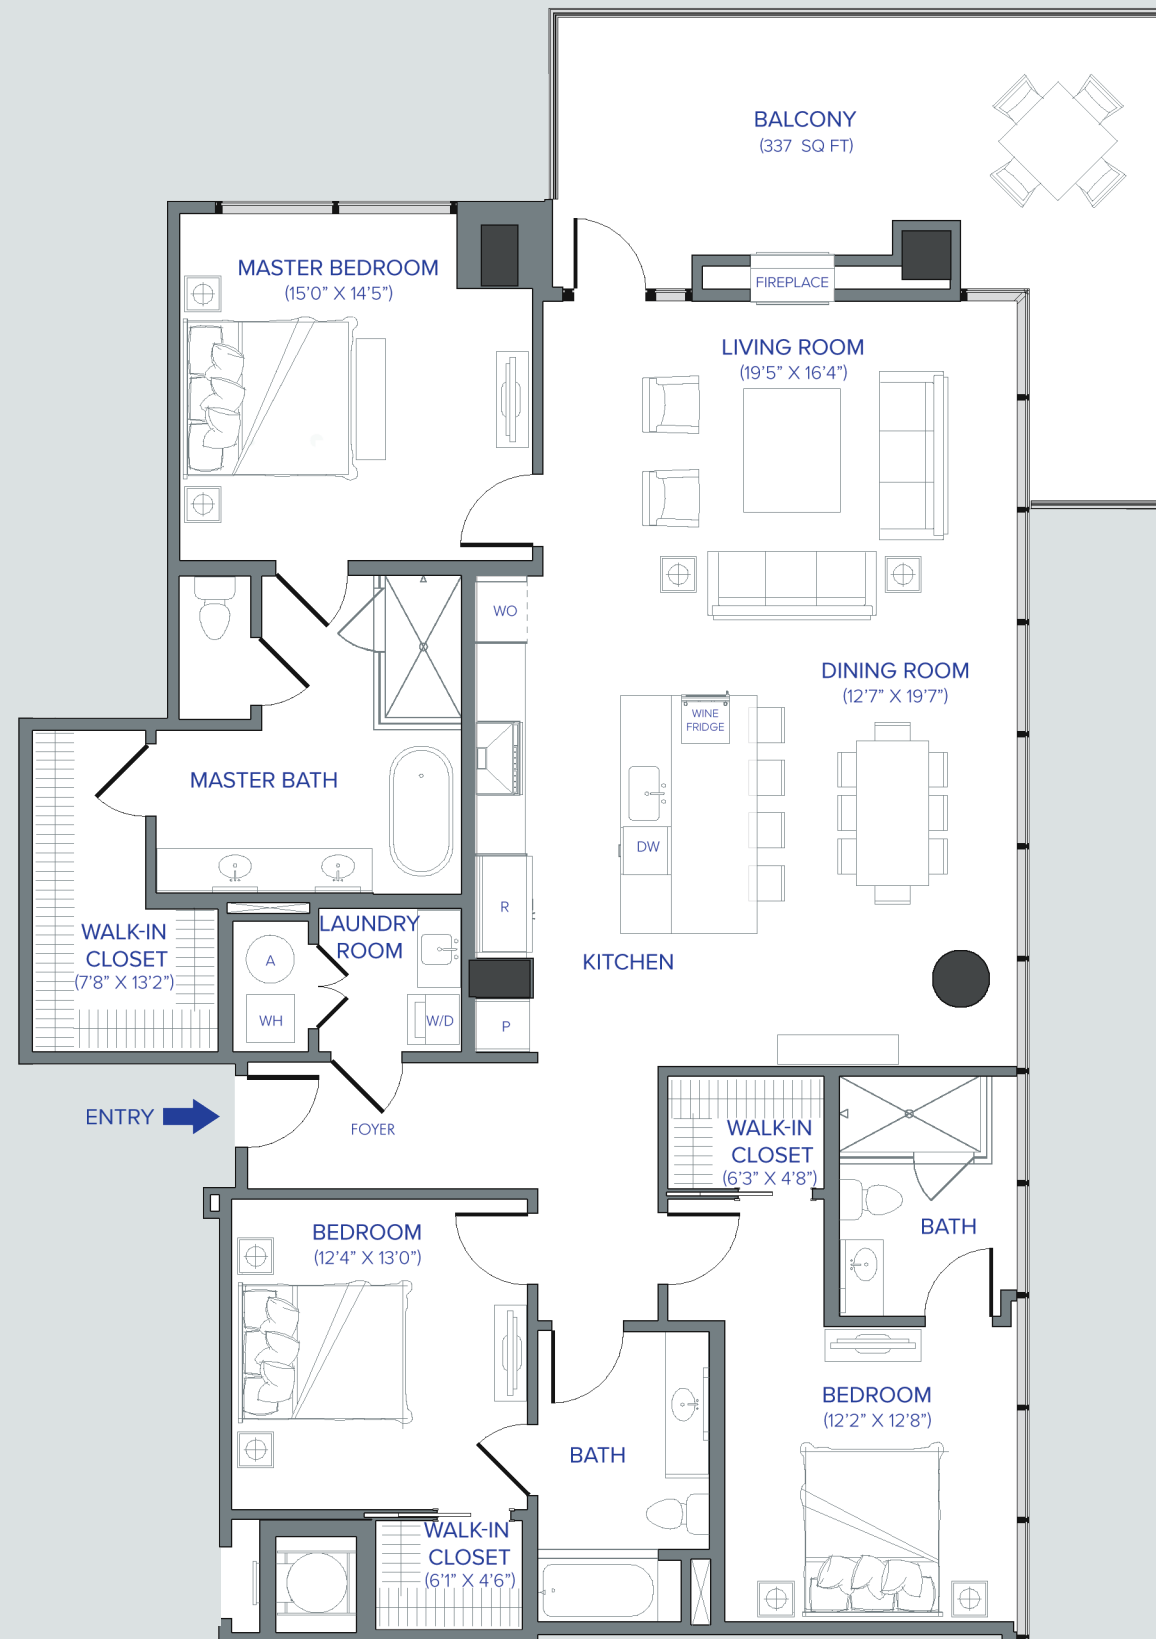 BALCONY
(337 SQ FT)
MASTER BEDROOM
(15'0" X 14'5")
FIREPLACE
LIVING ROOM
(19'5" X 16'4")
WO
DINING ROOM
(12'7" X 19'7")
WINE
FRIDGE
MASTER BATH
DW
R
WALK-IN
CLOSET
(7'8" X 13'2")
LAUNDRY
ROOM
A
WH
W/D
P
KITCHEN
ENTRY
FOYER
WALK-IN
CLOSET
(6'3" X 4'8")
BATH
BEDROOM
(12'4" X 13'0")
BEDROOM
(12'2" X 12'8")
BATH
WALK-IN
CLOSET
(6'1" X 4'6")